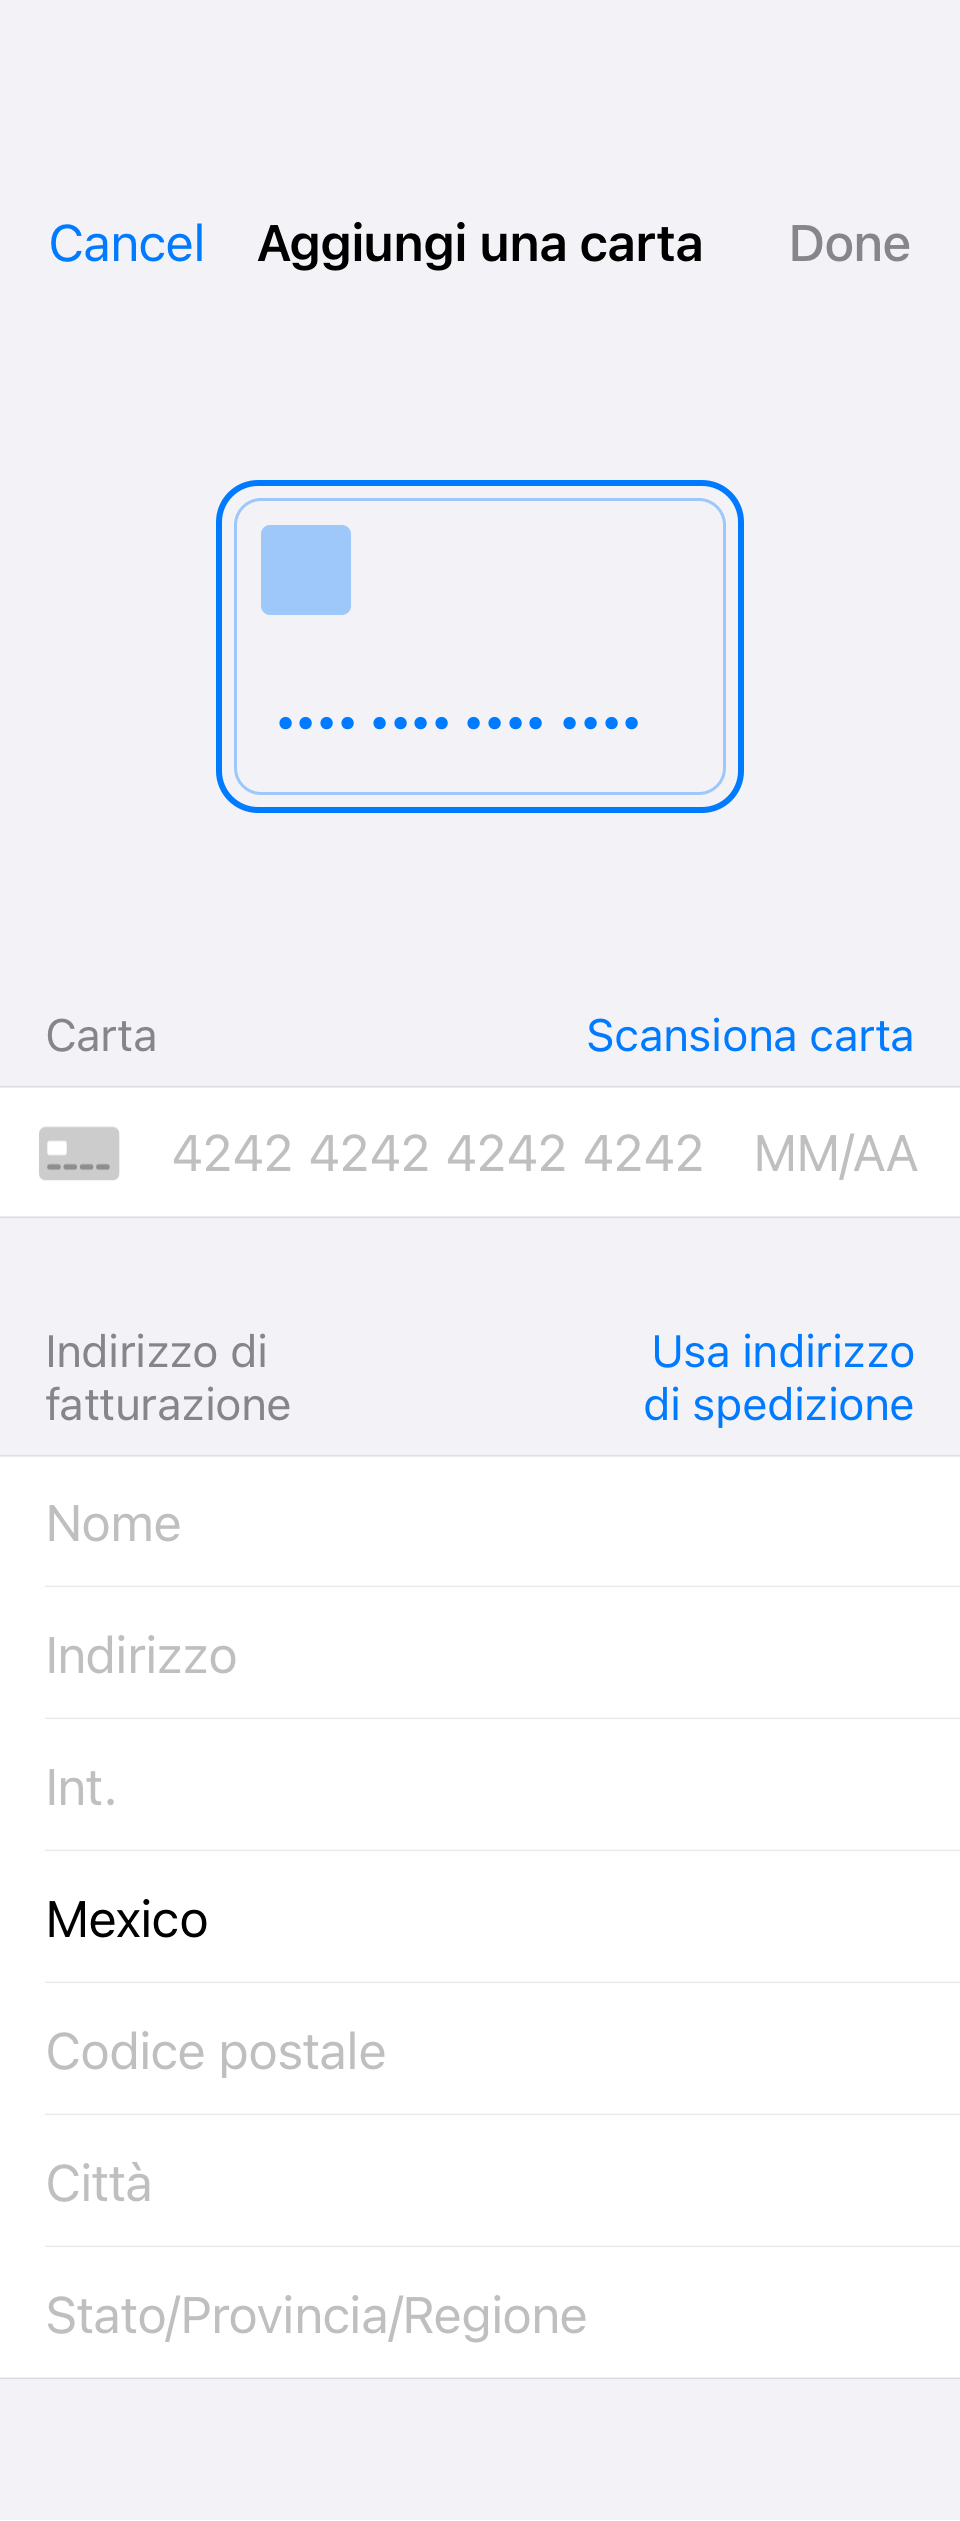 Cancel Aggiungi una carta Done
•••• •••• •••• ••••
Carta Scansiona carta
4242 4242 4242 4242 MM/AA
Indirizzo di Usa indirizzo
fatturazione di spedizione
Nome
Indirizzo
Int.
Mexico
Codice postale
Città
Stato/Provincia/Regione